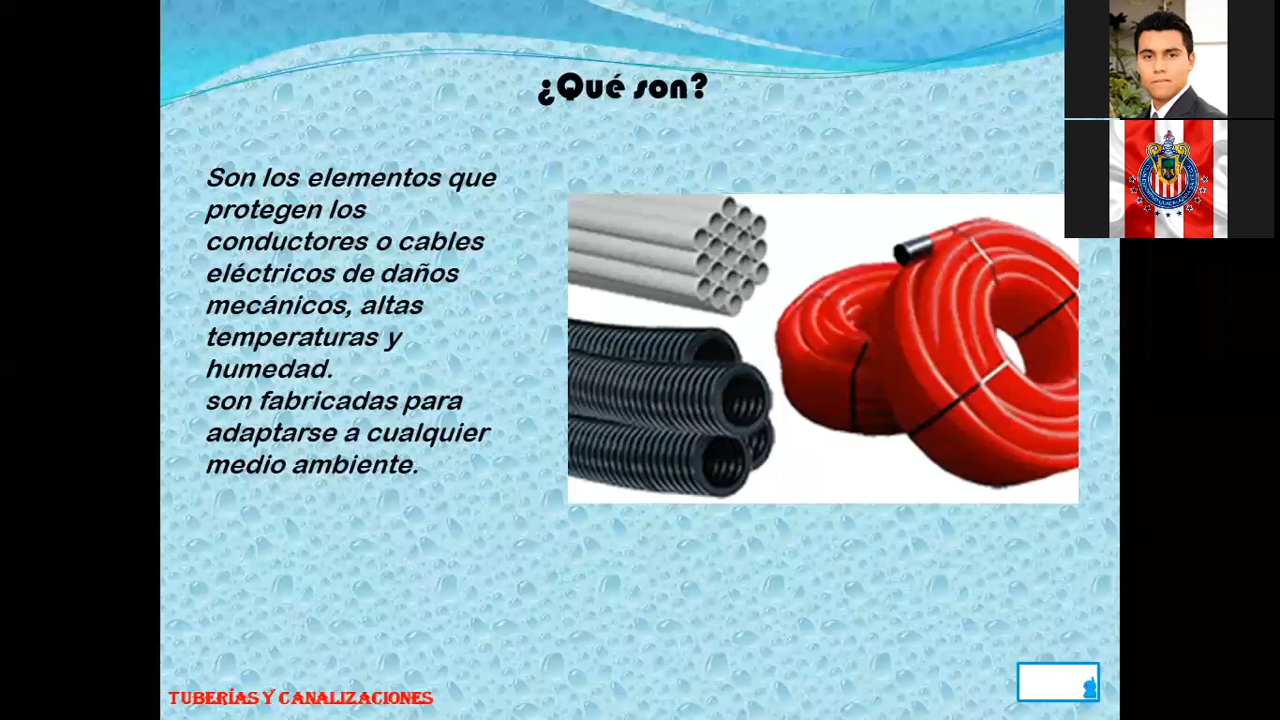 ¿Qué son?
Son los elementos que
protegen los
conductores o cables
eléctricos de daños
mecánicos, altas
temperaturas y
humedad.
son fabricadas para
adaptarse a cualquier
medio ambiente.
TUBERÍAS Y CANALIZACIONES